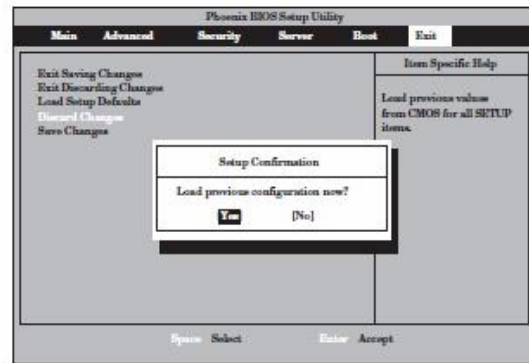 Phoenix BIOS Setup Utility
Main Advanced Security Server Boot Exit
Item Specific Help
Exit Saving Changes
Exit Discarding Changes
Load Setup Defaults
Discard Changes
Save Changes
Load previous values
from CMOS for all SETUP
items.
Setup Confirmation
Load previous configuration now?
Yes [No]
Space Select Enter Accept